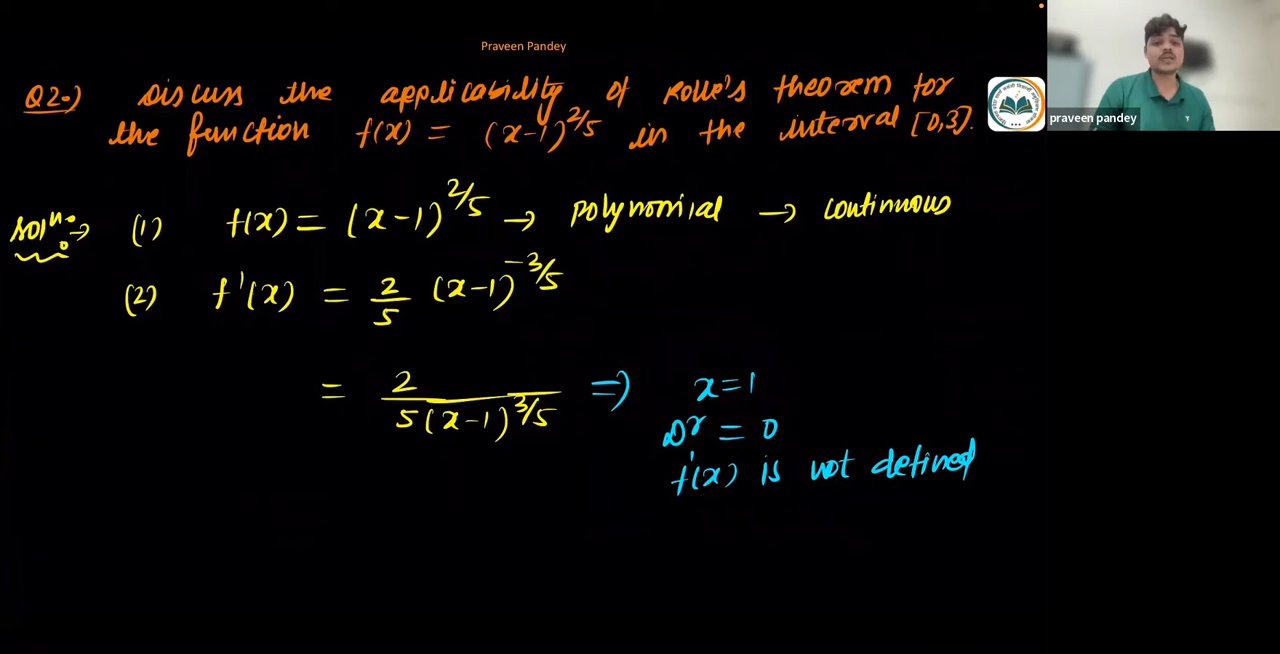 Praveen Pandey
Q2.) Discuss the applicability of Rolle's theorem for
the function f(x) = (x-1)^2/5 in the interval [0,3].
Solⁿ: → (1) f(x) = (x-1)^2/5 → polynomial → continuous
(2) f'(x) = 2/5 (x-1)^-3/5
= 2/5(x-1)^3/5 ⇒ x=1
Dr = 0
f'(x) is not defined
praveen pandey